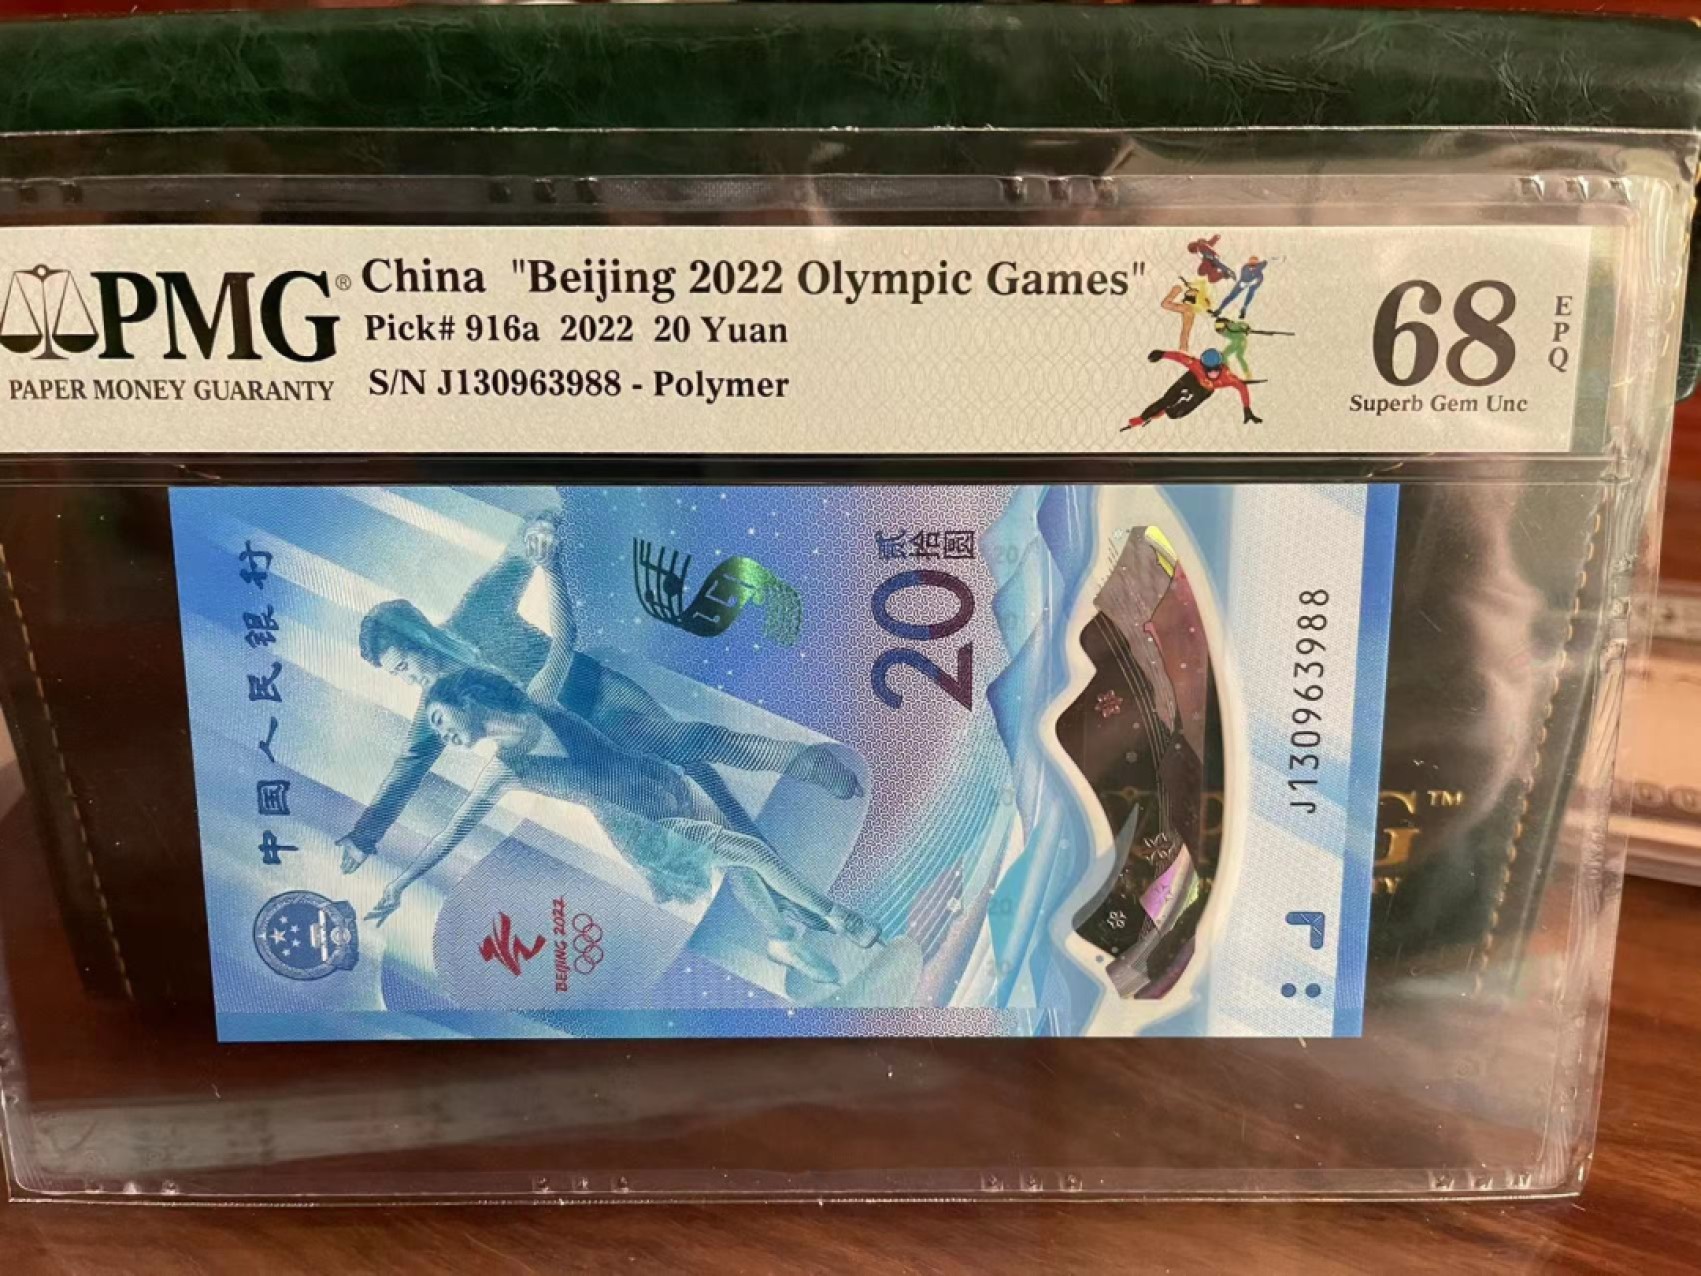 PMG®
PAPER MONEY GUARANTY
China "Beijing 2022 Olympic Games"
Pick# 916a 2022 20 Yuan
S/N J130963988 - Polymer
68
EPQ
Superb Gem Unc
中国人民银行
贰拾圆
20
BEIJING 2022
J130963988
G™